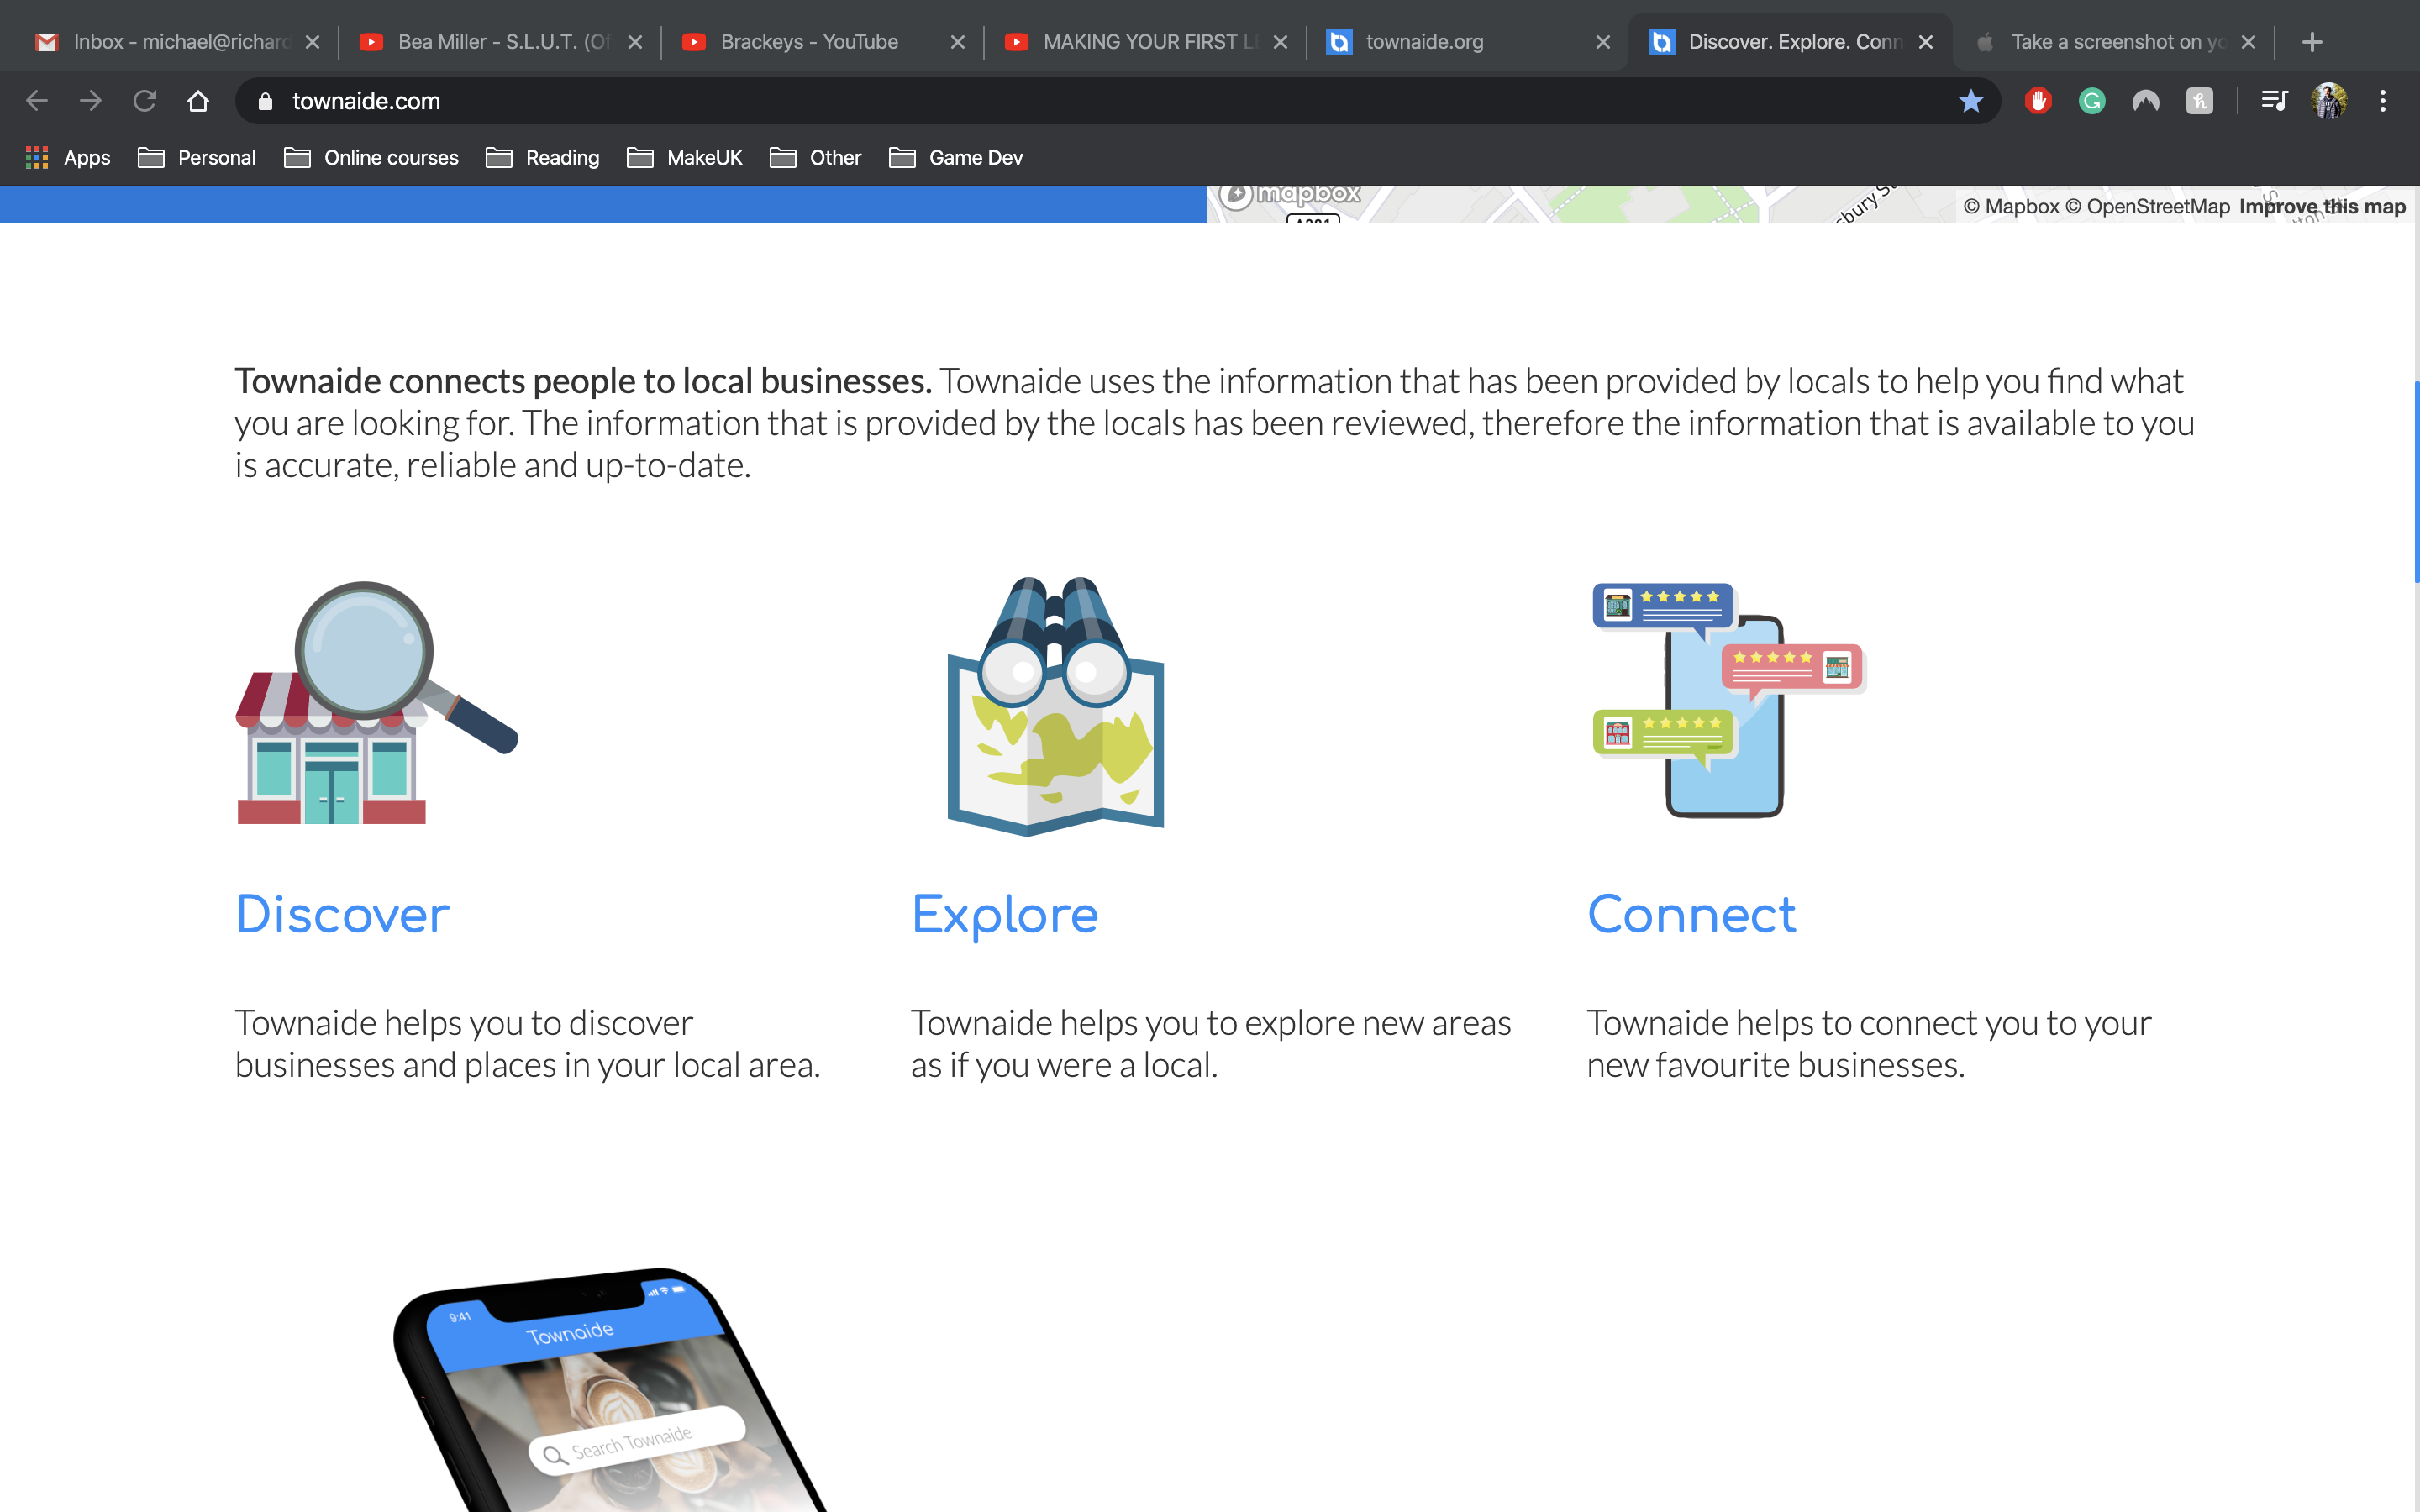 Inbox - michael@richard
Bea Miller - S.L.U.T. (Of
Brackeys - YouTube
MAKING YOUR FIRST L
townaide.org
Discover. Explore. Conn
Take a screenshot on yo
townaide.com
Apps
Personal
Online courses
Reading
MakeUK
Other
Game Dev
mapbox
A201
sbury S
© Mapbox © OpenStreetMap Improve this map
Townaide connects people to local businesses. Townaide uses the information that has been provided by locals to help you find what
you are looking for. The information that is provided by the locals has been reviewed, therefore the information that is available to you
is accurate, reliable and up-to-date.
Discover
Explore
Connect
Townaide helps you to discover
businesses and places in your local area.
Townaide helps you to explore new areas
as if you were a local.
Townaide helps to connect you to your
new favourite businesses.
9:41
Townaide
Search Townaide